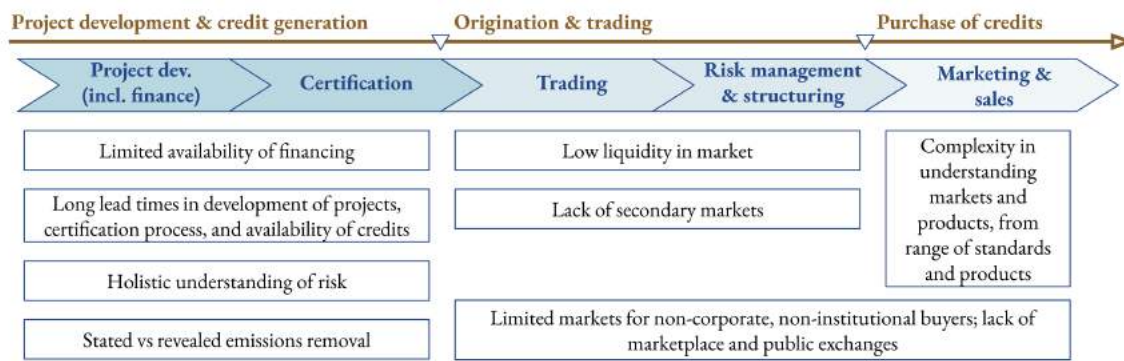 Project development & credit generation
Origination & trading
Purchase of credits
Project dev.
(incl. finance)
Certification
Trading
Risk management
& structuring
Marketing &
sales
Limited availability of financing
Long lead times in development of projects,
certification process, and availability of credits
Holistic understanding of risk
Stated vs revealed emissions removal
Low liquidity in market
Lack of secondary markets
Complexity in
understanding
markets and
products, from
range of standards
and products
Limited markets for non-corporate, non-institutional buyers; lack of
marketplace and public exchanges